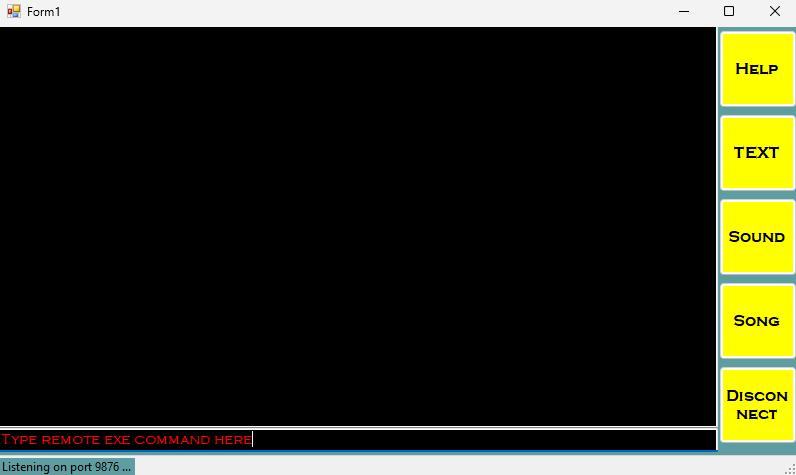 Form1
Help
TEXT
Sound
Song
Discon
nect
Type remote exe command here
Listening on port 9876 ...